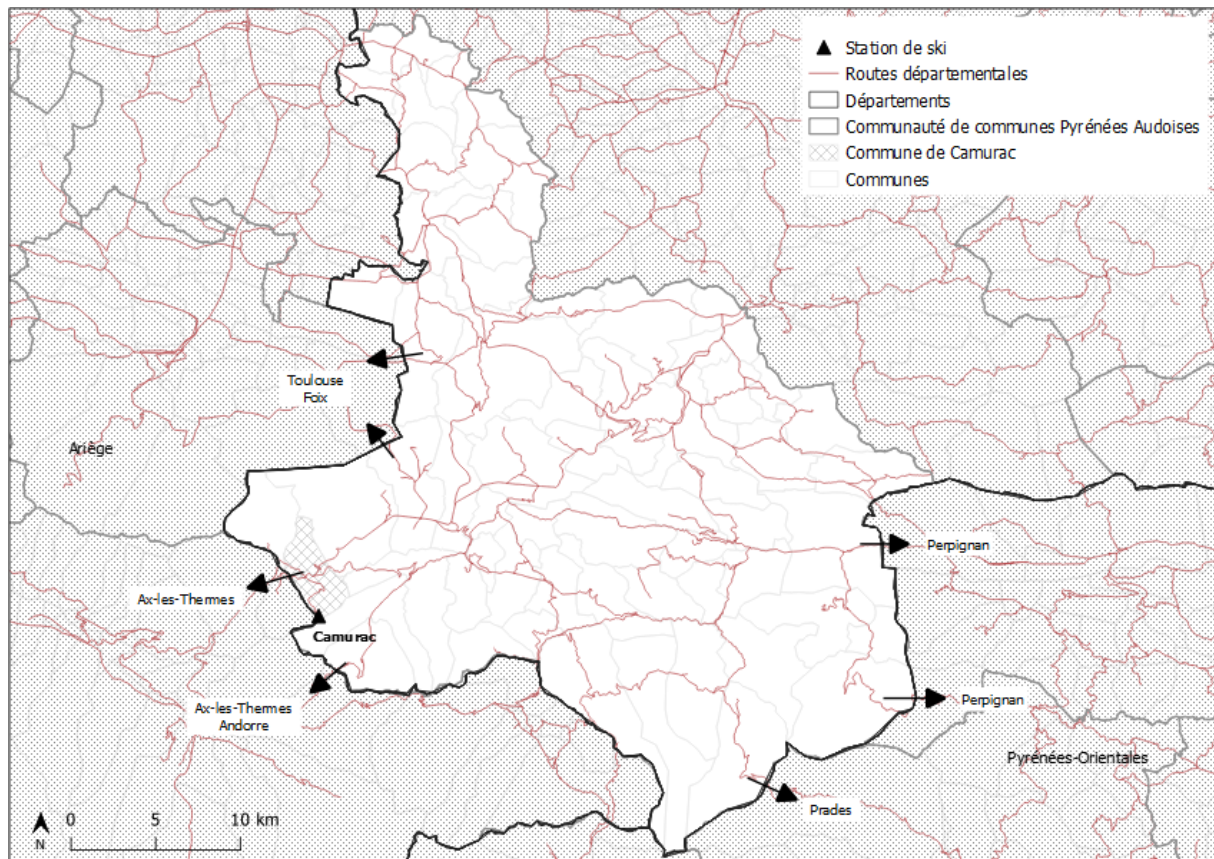 Station de ski
Routes départementales
Départements
Communauté de communes Pyrénées Audoises
Commune de Camurac
Communes
Toulouse
Foix
Ariège
Perpignan
Ax-les-Thermes
Camurac
Ax-les-Thermes
Andorre
Perpignan
Pyrénées-Orientales
Prades
N
0 5 10 km